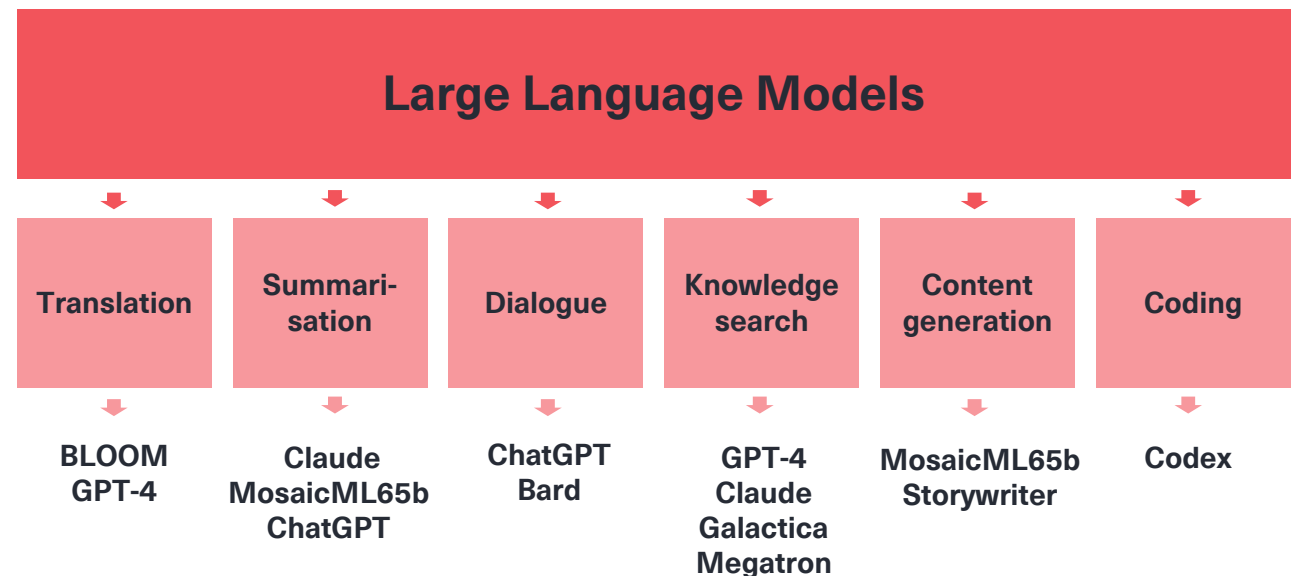 Large Language Models
Translation
Summari-
sation
Dialogue
Knowledge
search
Content
generation
Coding
BLOOM
GPT-4
Claude
MosaicML65b
ChatGPT
ChatGPT
Bard
GPT-4
Claude
Galactica
Megatron
MosaicML65b
Storywriter
Codex